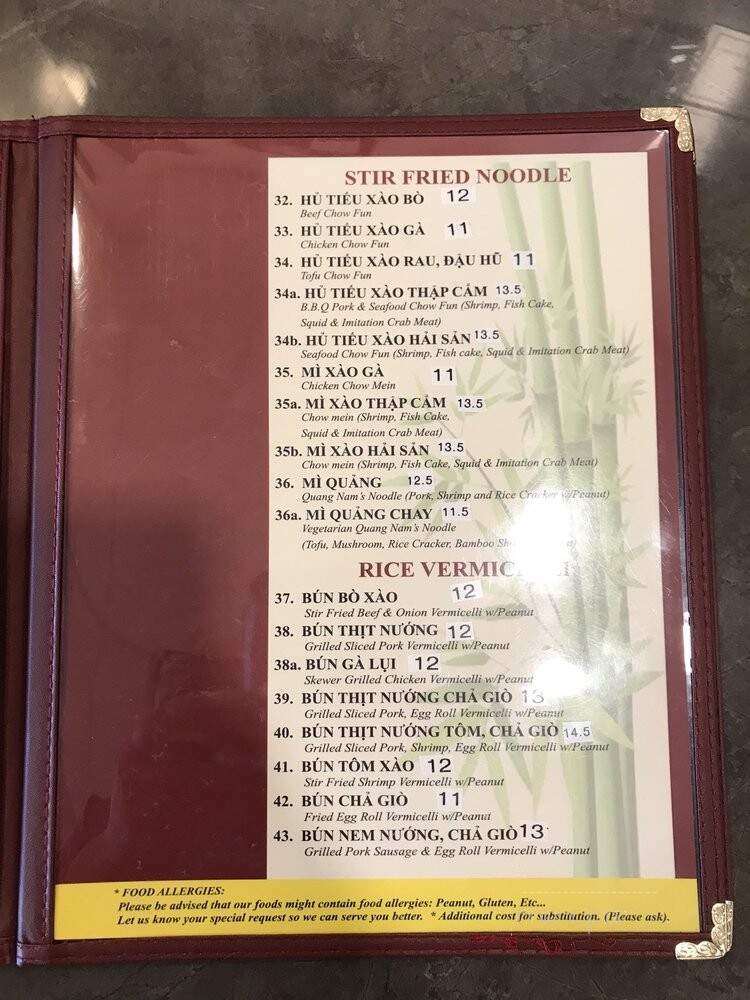 STIR FRIED NOODLE
32. HỦ TIẾU XÀO BÒ 12
Beef Chow Fun
33. HỦ TIẾU XÀO GÀ 11
Chicken Chow Fun
34. HỦ TIẾU XÀO RAU, ĐẬU HŨ 11
Tofu Chow Fun
34a. HỦ TIẾU XÀO THẬP CẨM 13.5
B.B.Q Pork & Seafood Chow Fun (Shrimp, Fish Cake,
Squid & Imitation Crab Meat)
34b. HỦ TIẾU XÀO HẢI SẢN 13.5
Seafood Chow Fun (Shrimp, Fish cake, Squid & Imitation Crab Meat)
35. MÌ XÀO GÀ 11
Chicken Chow Mein
35a. MÌ XÀO THẬP CẨM 13.5
Chow mein (Shrimp, Fish Cake,
Squid & Imitation Crab Meat)
35b. MÌ XÀO HẢI SẢN 13.5
Chow mein (Shrimp, Fish Cake, Squid & Imitation Crab Meat)
36. MÌ QUẢNG 12.5
Quang Nam's Noodle (Pork, Shrimp and Rice Cracker w/Peanut)
36a. MÌ QUẢNG CHAY 11.5
Vegetarian Quang Nam's Noodle
(Tofu, Mushroom, Rice Cracker, Bamboo
RICE
37. BÚN BÒ XÀO 12
Stir Fried Beef & Onion Vermicelli w/Peanut
38. BÚN THỊT NƯỚNG 12
Grilled Sliced Pork Vermicelli w/Peanut
38a. BÚN GÀ LỤI 12
Skewer Grilled Chicken Vermicelli w/Peanut
39. BÚN THỊT NƯỚNG CHẢ GIÒ 13
Grilled Sliced Pork, Egg Roll Vermicelli w/Peanut
40. BÚN THỊT NƯỚNG TÔM, CHẢ GIÒ 14.5
Grilled Sliced Pork, Shrimp, Egg Roll Vermicelli w/Peanut
41. BÚN TÔM XÀO 12
Stir Fried Shrimp Vermicelli w/Peanut
42. BÚN CHẢ GIÒ 11
Fried Egg Roll Vermicelli w/Peanut
43. BÚN NEM NƯỚNG, CHẢ GIÒ 13
Grilled Pork Sausage & Egg Roll Vermicelli w/Peanut
* FOOD ALLERGIES:
Please be advised that our foods might contain food allergies: Peanut, Gluten, Etc...
Let us know your special request so we can serve you better. * Additional cost for substitution. (Please ask).